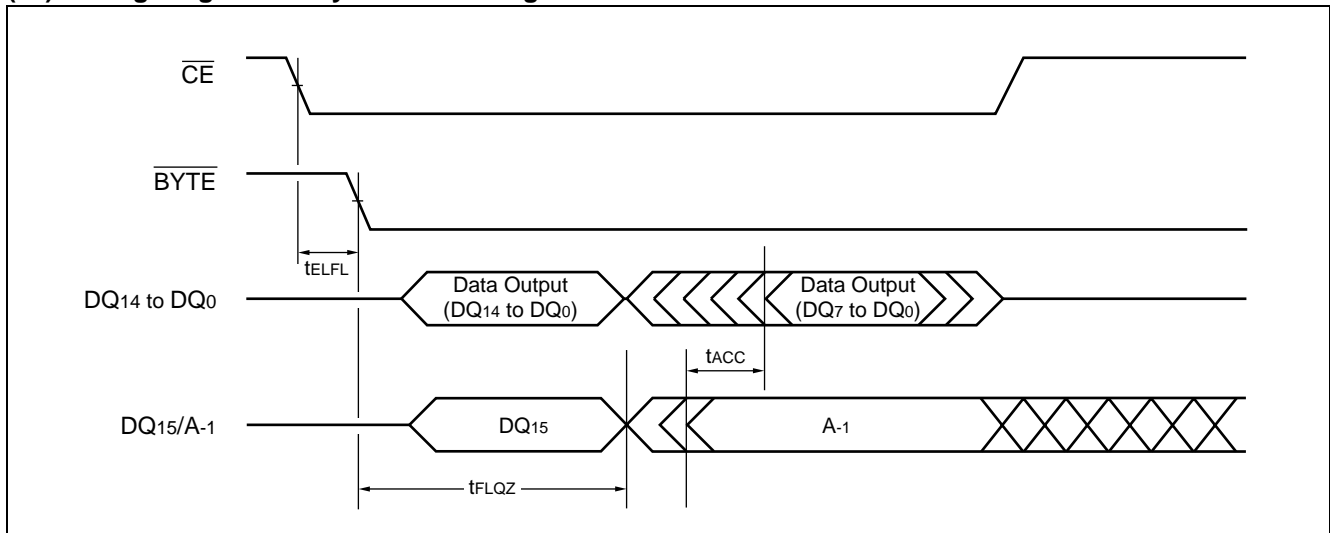 CE
BYTE
tELFL
DQ14 to DQ0
Data Output
(DQ14 to DQ0)
Data Output
(DQ7 to DQ0)
tACC
DQ15/A-1
DQ15
A-1
tFLQZ